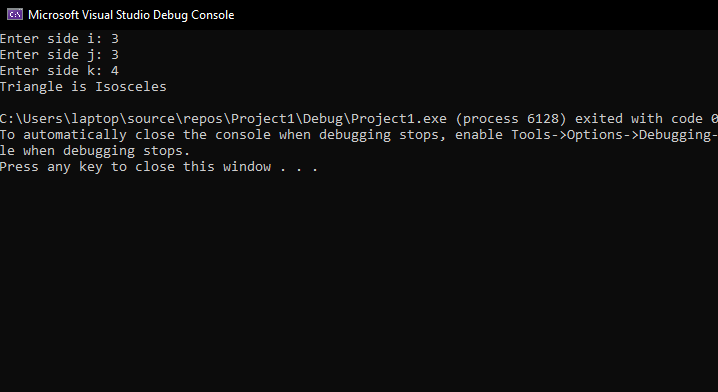 Microsoft Visual Studio Debug Console
Enter side i: 3
Enter side j: 3
Enter side k: 4
Triangle is Isosceles
C:\Users\laptop\source\repos\Project1\Debug\Project1.exe (process 6128) exited with code 0
To automatically close the console when debugging stops, enable Tools->Options->Debugging-
le when debugging stops.
Press any key to close this window . . .